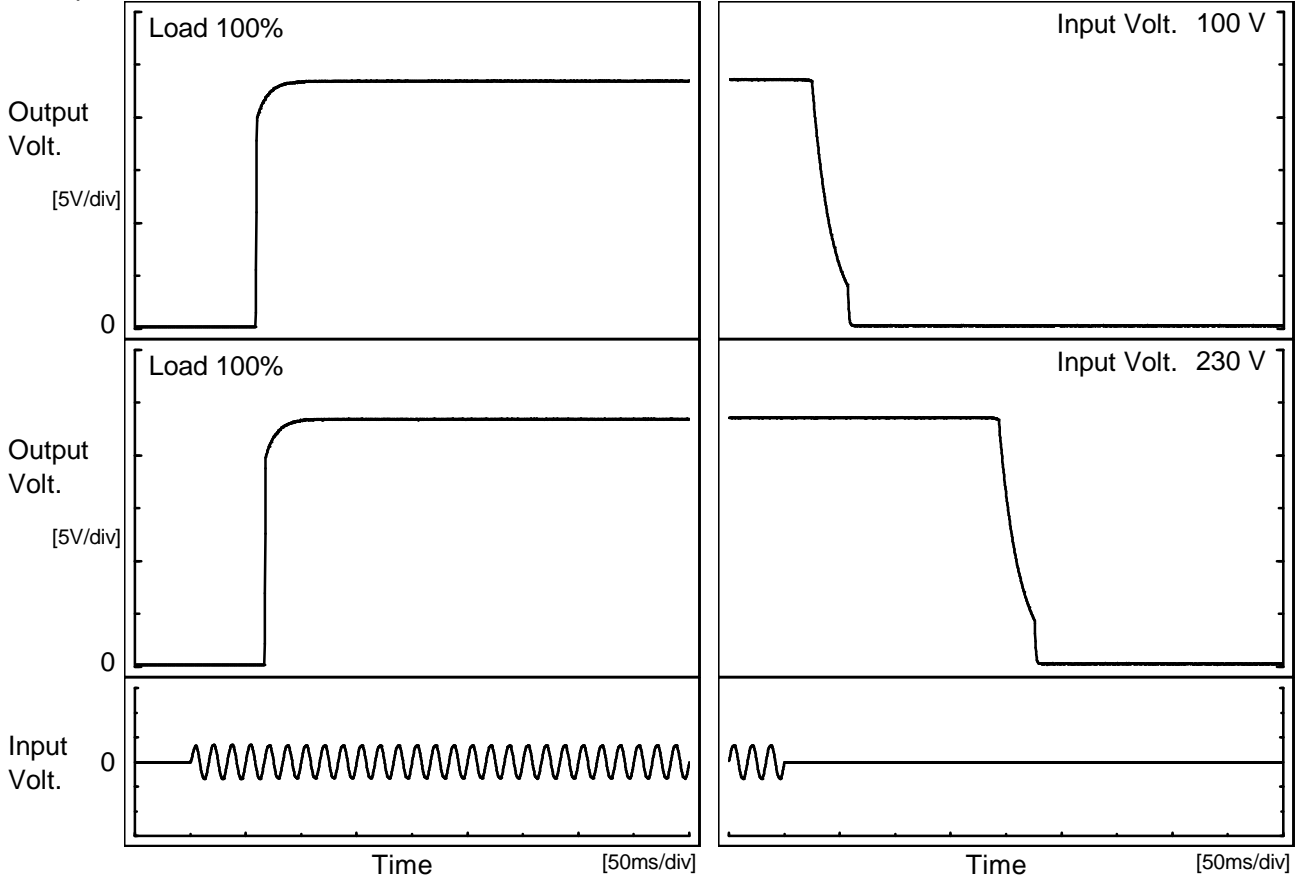 Load 100%
Input Volt. 100 V
Output
Volt.
[5V/div]
0
Load 100%
Input Volt. 230 V
Output
Volt.
[5V/div]
0
Input
Volt.
0
Time
[50ms/div]
Time
[50ms/div]